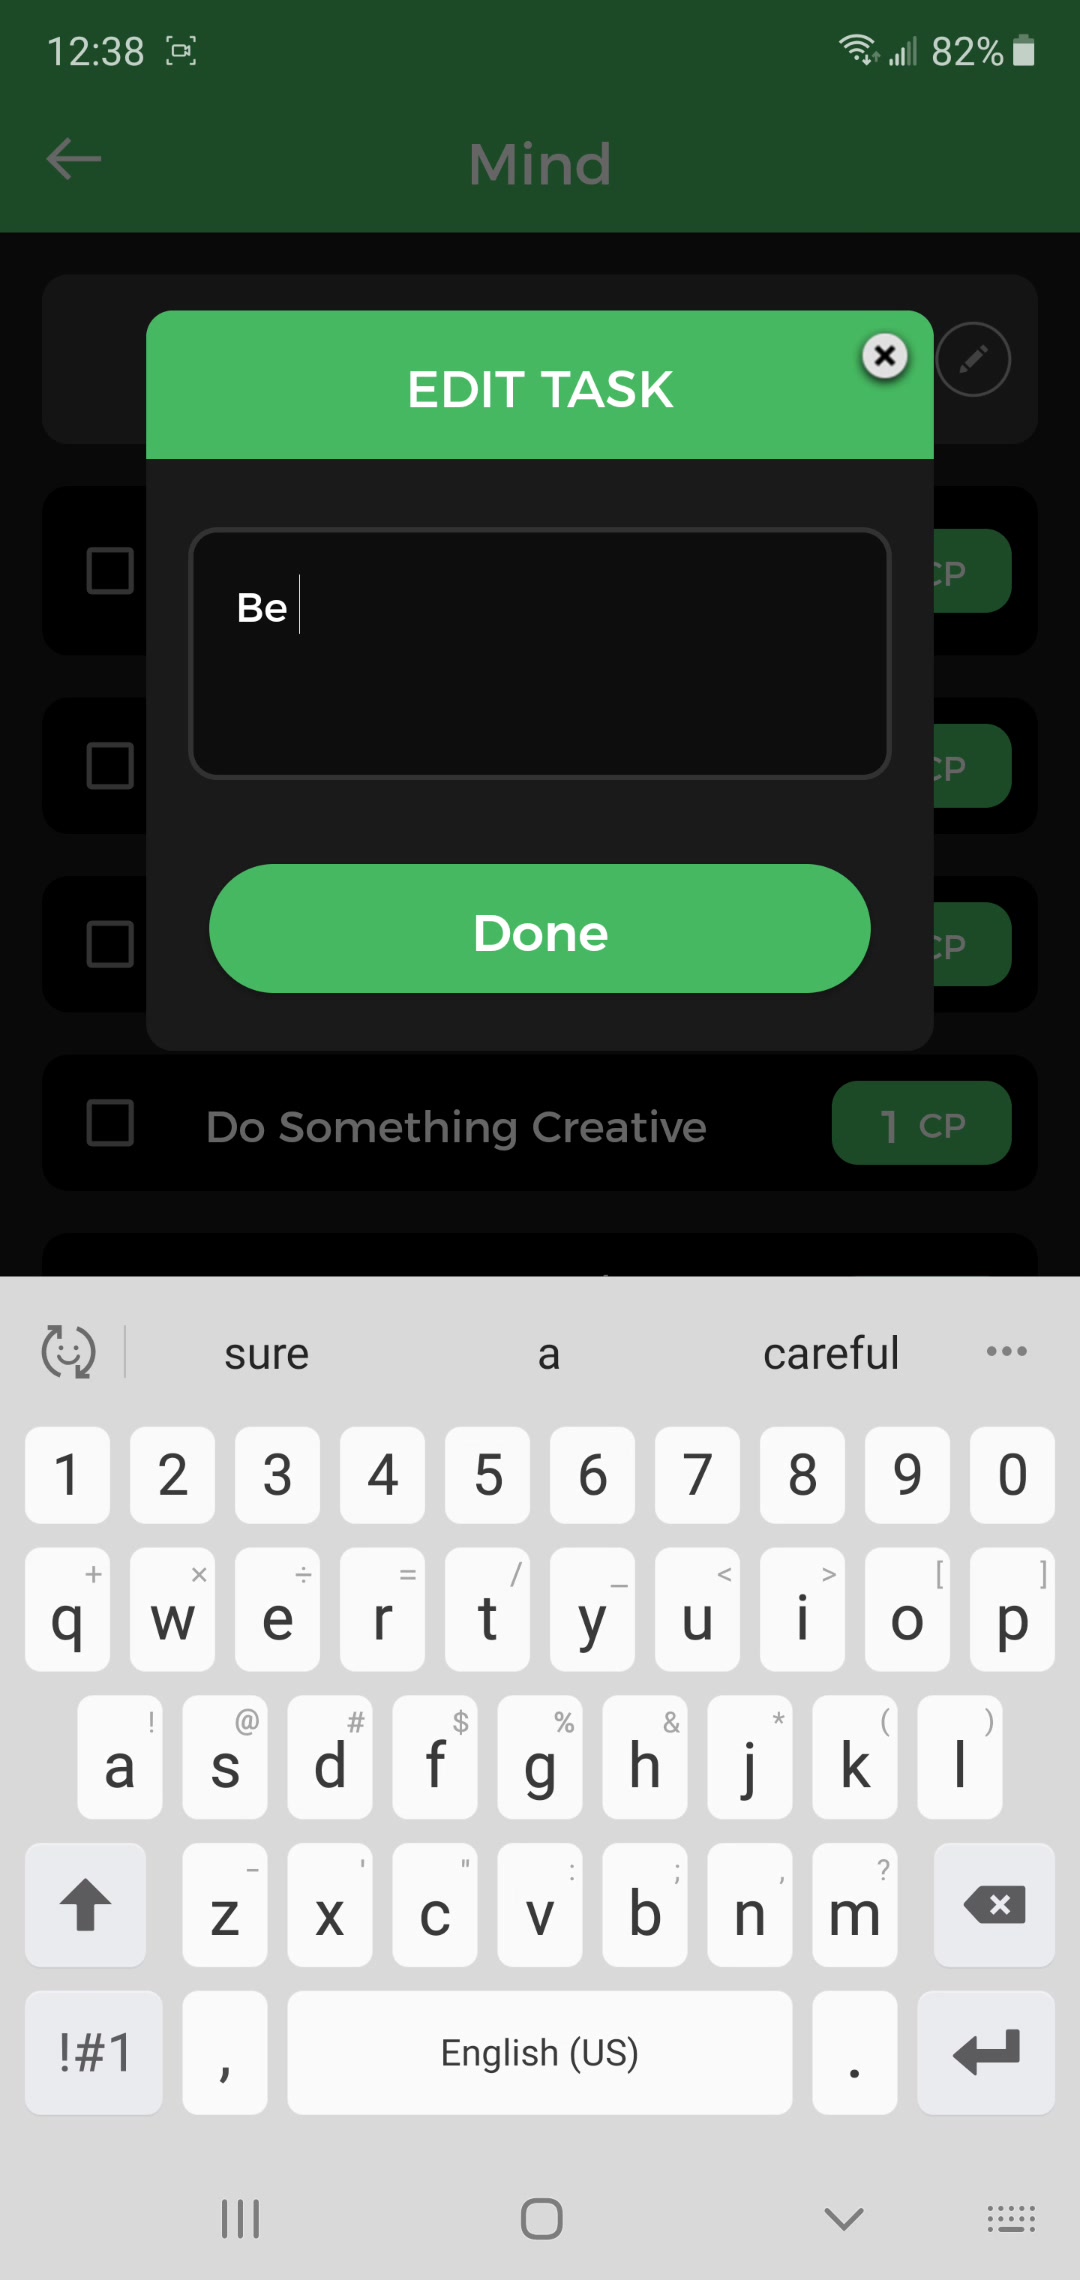 12:38 82%
Mind
EDIT TASK
CP
Be
CP
Done
CP
Do Something Creative 1 CP
sure a careful
1 2 3 4 5 6 7 8 9 0
+ × ÷ = / _ < > [ ]
q w e r t y u i o p
! @ # $ % & * ( )
a s d f g h j k l
- ' " : ; , ?
z x c v b n m
!#1 , English (US) .